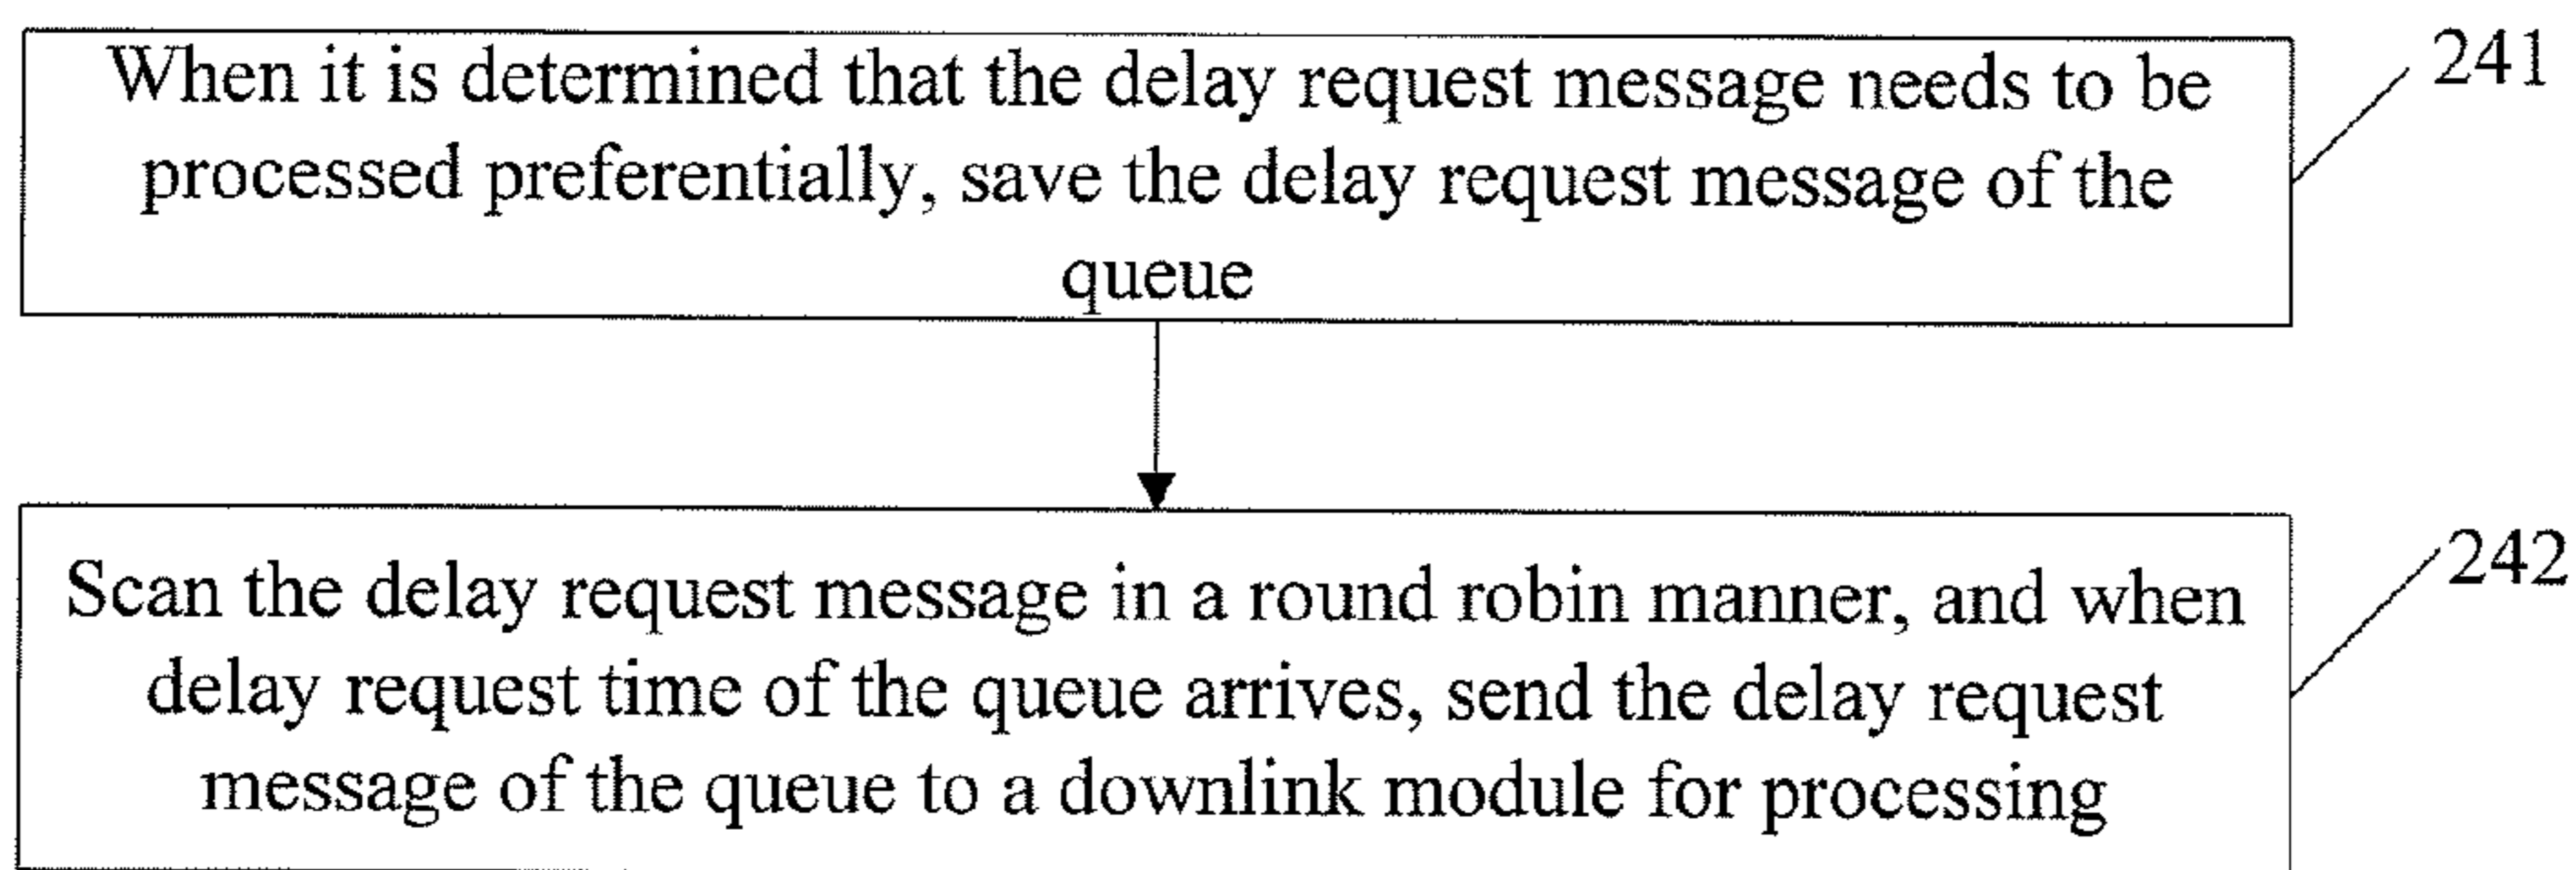 When it is determined that the delay request message needs to be
processed preferentially, save the delay request message of the
queue
241
Scan the delay request message in a round robin manner, and when
delay request time of the queue arrives, send the delay request
message of the queue to a downlink module for processing
242